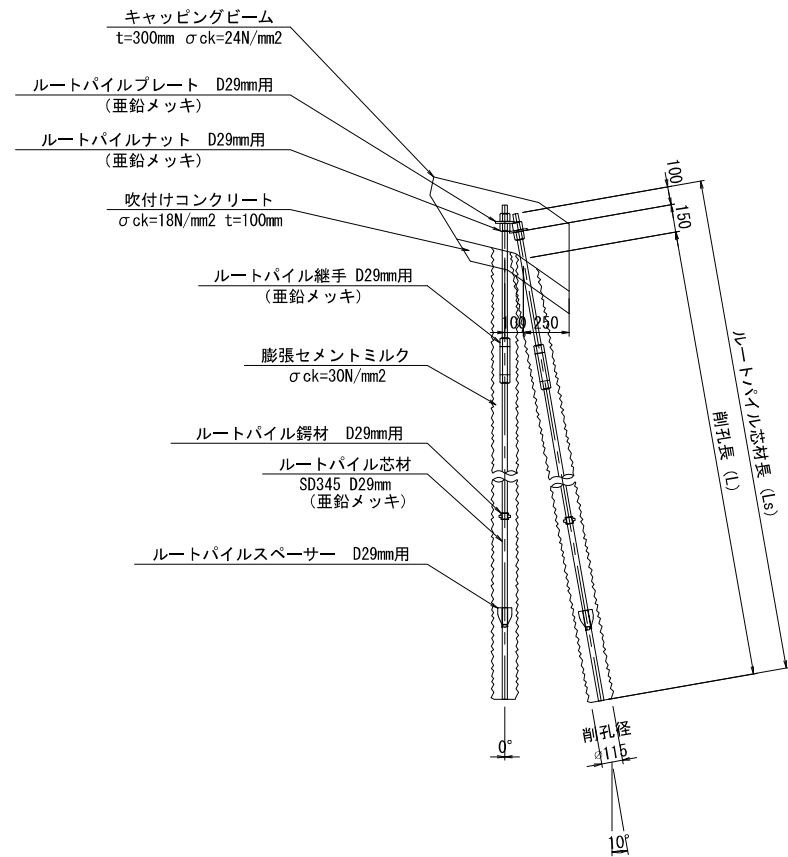 キャッピングビーム
t=300mm σck=24N/mm2
ルートパイルプレート D29mm用
(亜鉛メッキ)
ルートパイルナット D29mm用
(亜鉛メッキ)
吹付けコンクリート
σck=18N/mm2 t=100mm
ルートパイル継手 D29mm用
(亜鉛メッキ)
膨張セメントミルク
σck=30N/mm2
ルートパイル鍔材 D29mm用
ルートパイル芯材
SD345 D29mm
(亜鉛メッキ)
ルートパイルスペーサー D29mm用
100
150
100 250
ルートパイル芯材長 (Ls)
削孔長 (L)
0°
削孔径
φ115
10°